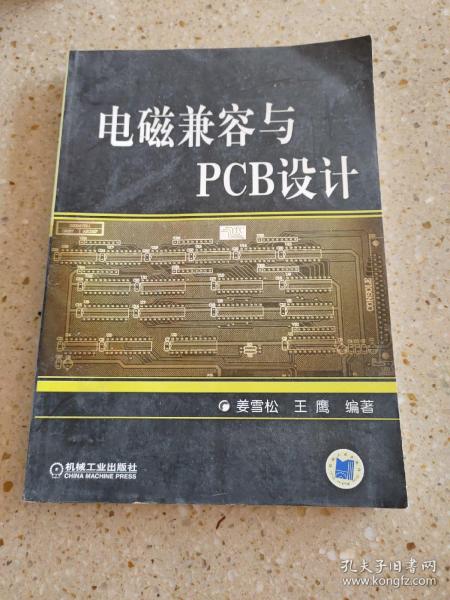 电磁兼容与
PCB设计
CONSOLE
姜雪松 王鹰 编著
机械工业出版社
CHINA MACHINE PRESS
孔夫子旧书网
www.kongfz.com